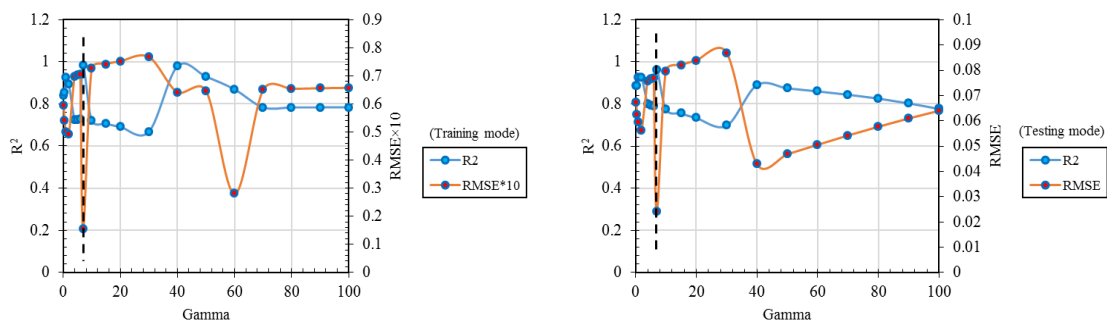 1.2
1
0.8
0.6
0.4
0.2
0
R²
0.9
0.8
0.7
0.6
0.5
0.4
0.3
0.2
0.1
0
RMSE×10
0 20 40 60 80 100
Gamma
(Training mode)
R2
RMSE*10
1.2
1
0.8
0.6
0.4
0.2
0
R²
0.1
0.09
0.08
0.07
0.06
0.05
0.04
0.03
0.02
0.01
0
RMSE
0 20 40 60 80 100
Gamma
(Testing mode)
R2
RMSE